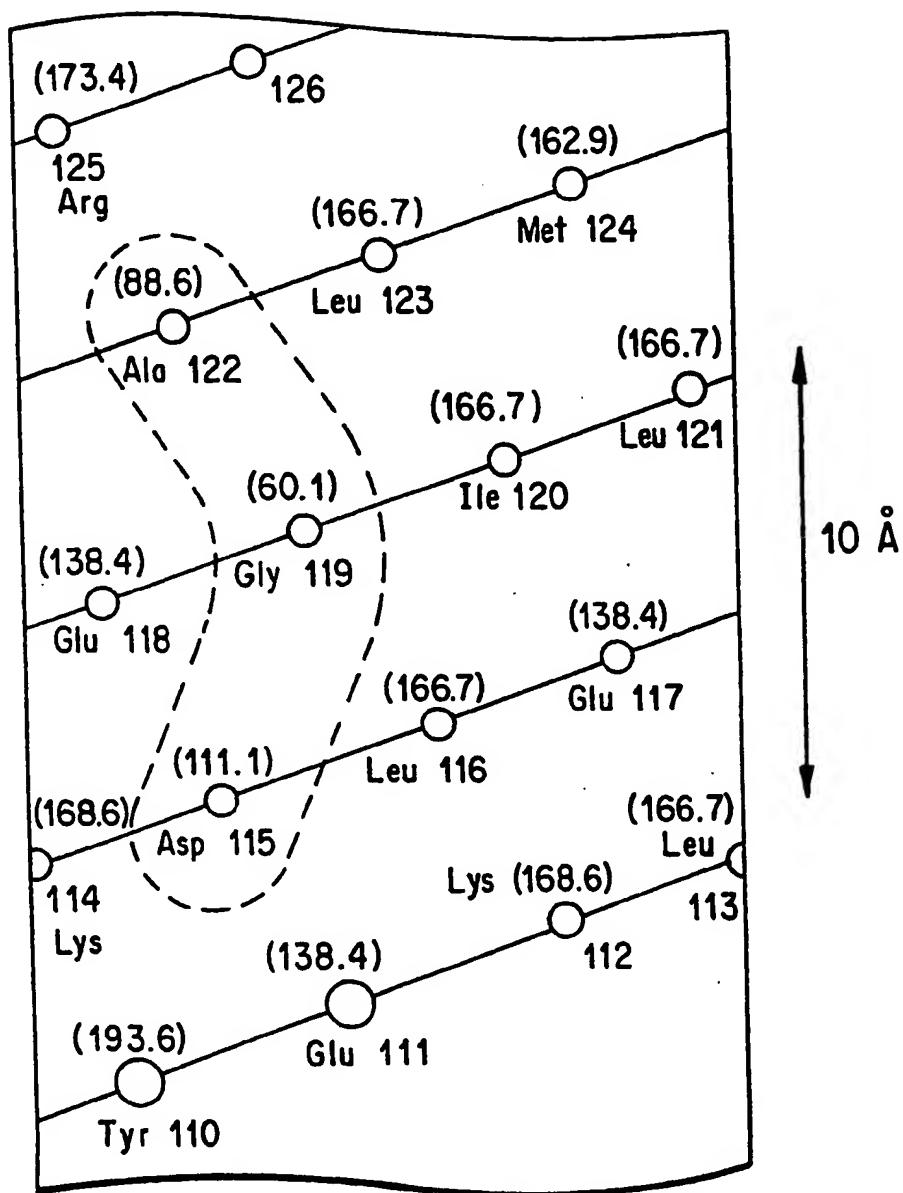 (173.4)
126
125
Arg
(162.9)
Met 124
(166.7)
Leu 123
(88.6)
Ala 122
(166.7)
Leu 121
(166.7)
Ile 120
(60.1)
Gly 119
(138.4)
Glu 118
10 Å
(138.4)
Glu 117
(166.7)
Leu 116
(111.1)
Asp 115
(168.6)
114
Lys
(166.7)
Leu
113
Lys (168.6)
112
(138.4)
Glu 111
(193.6)
Tyr 110